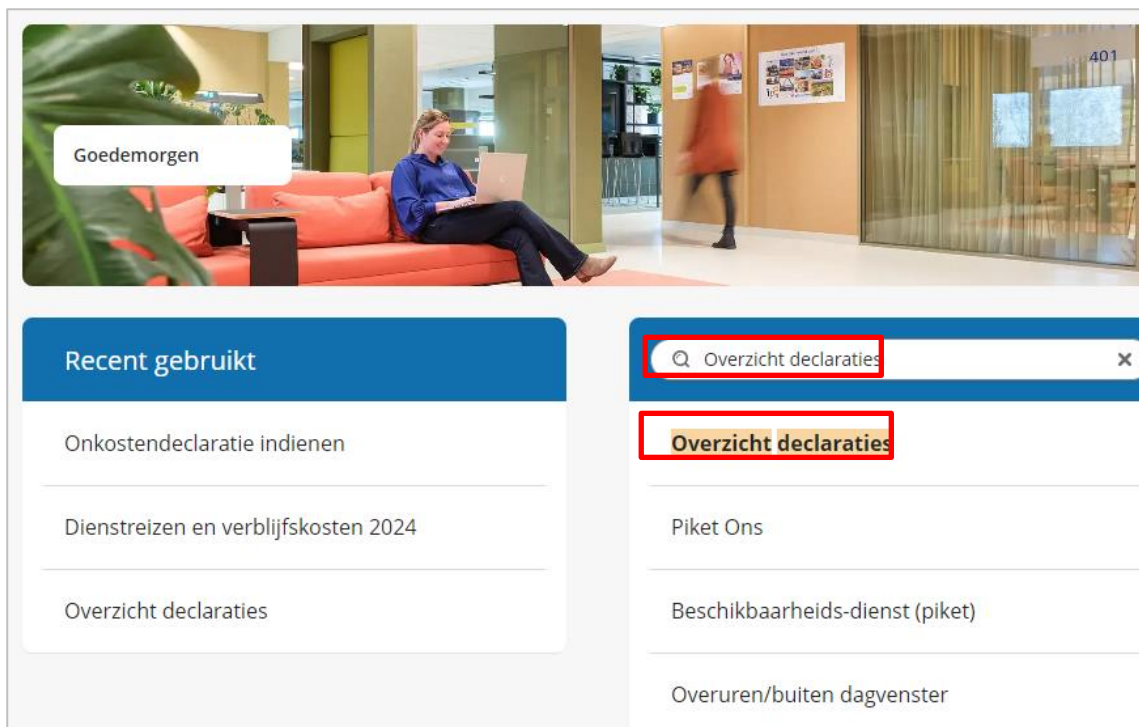 401
Goedemorgen
Recent gebruikt
Onkostendeclaratie indienen
Dienstreizen en verblijfskosten 2024
Overzicht declaraties
Overzicht declaraties
Overzicht declaraties
Piket Ons
Beschikbaarheids-dienst (piket)
Overuren/buiten dagvenster